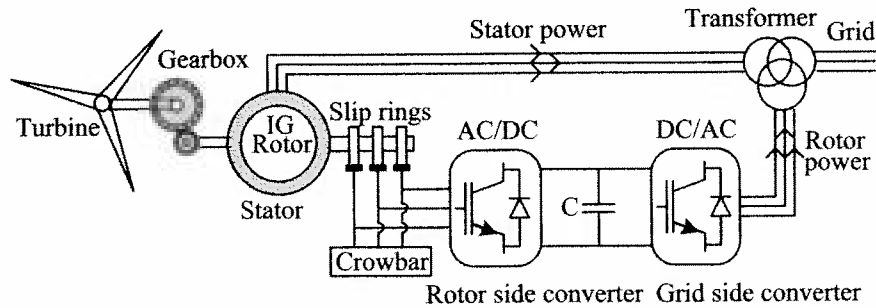 Transformer
Stator power
Grid
Gearbox
Turbine
IG
Rotor
Slip rings
Stator
AC/DC
DC/AC
Rotor
power
C
Crowbar
Rotor side converter
Grid side converter